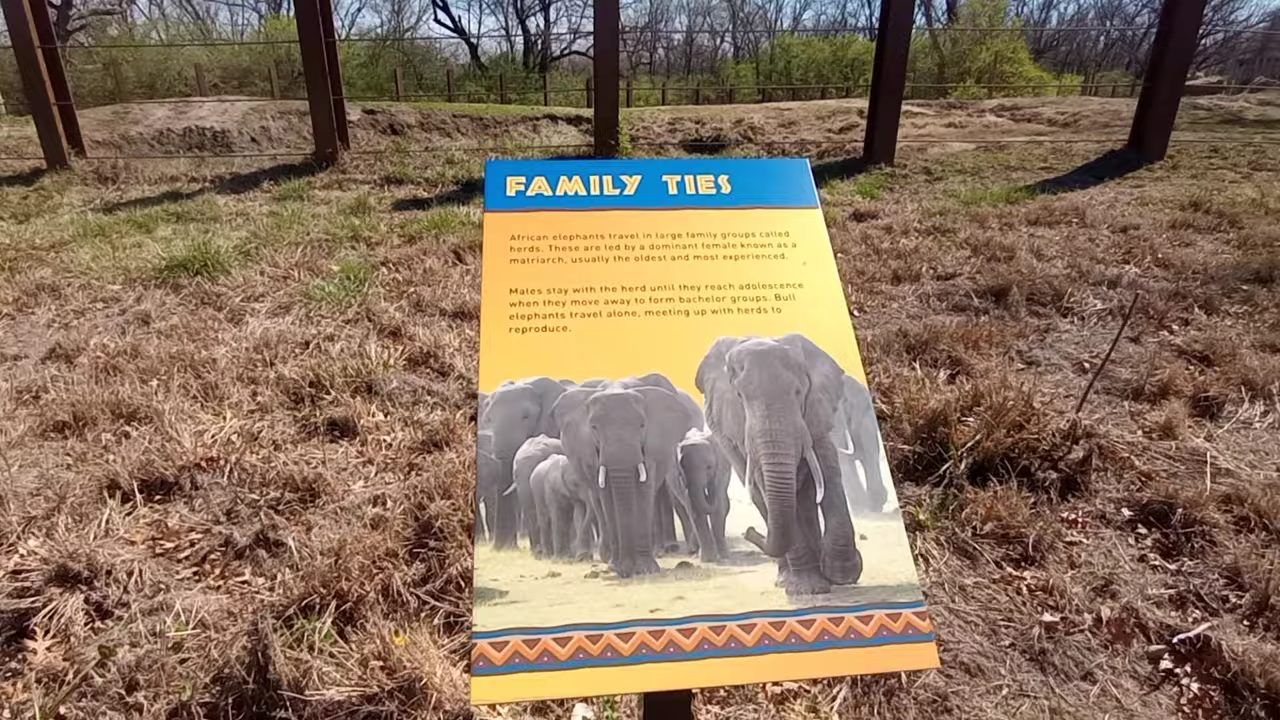 FAMILY TIES
African elephants travel in large family groups called
herds. These are led by a dominant female known as a
matriarch, usually the oldest and most experienced.
Males stay with the herd until they reach adolescence
when they move away to form bachelor groups. Bull
elephants travel alone, meeting up with herds to
reproduce.